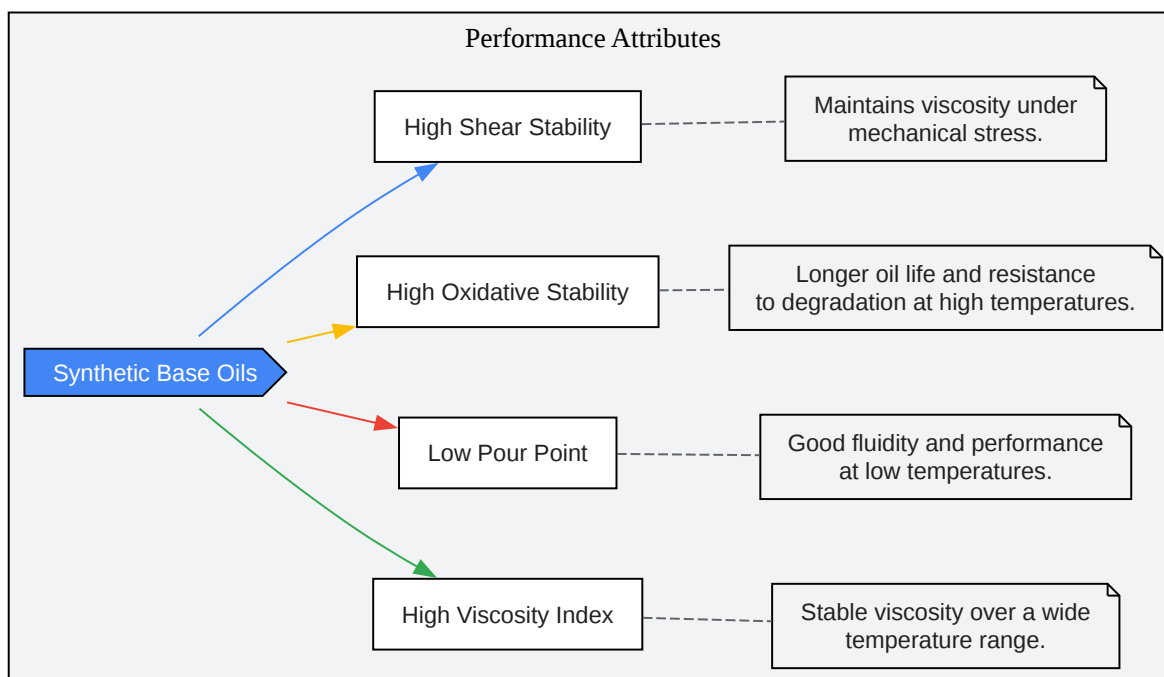 Performance Attributes
High Shear Stability
Maintains viscosity under
mechanical stress.
High Oxidative Stability
Longer oil life and resistance
to degradation at high temperatures.
Synthetic Base Oils
Low Pour Point
Good fluidity and performance
at low temperatures.
High Viscosity Index
Stable viscosity over a wide
temperature range.